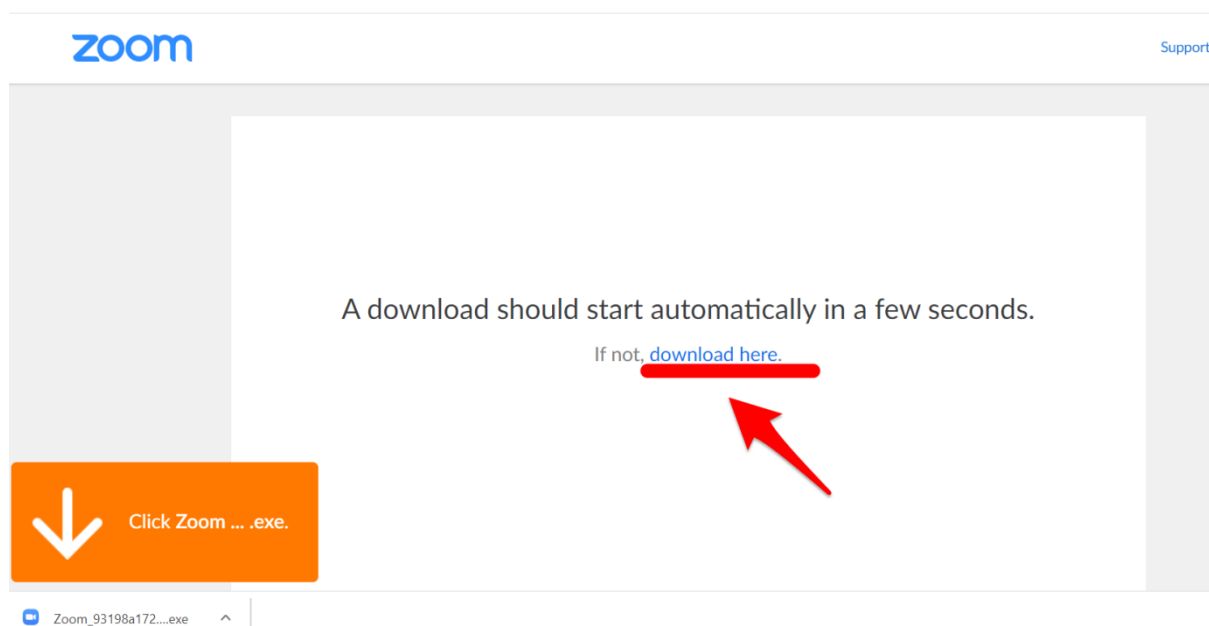 zoom
Support
A download should start automatically in a few seconds.
If not, download here.
Click Zoom ... .exe.
Zoom_93198a172....exe